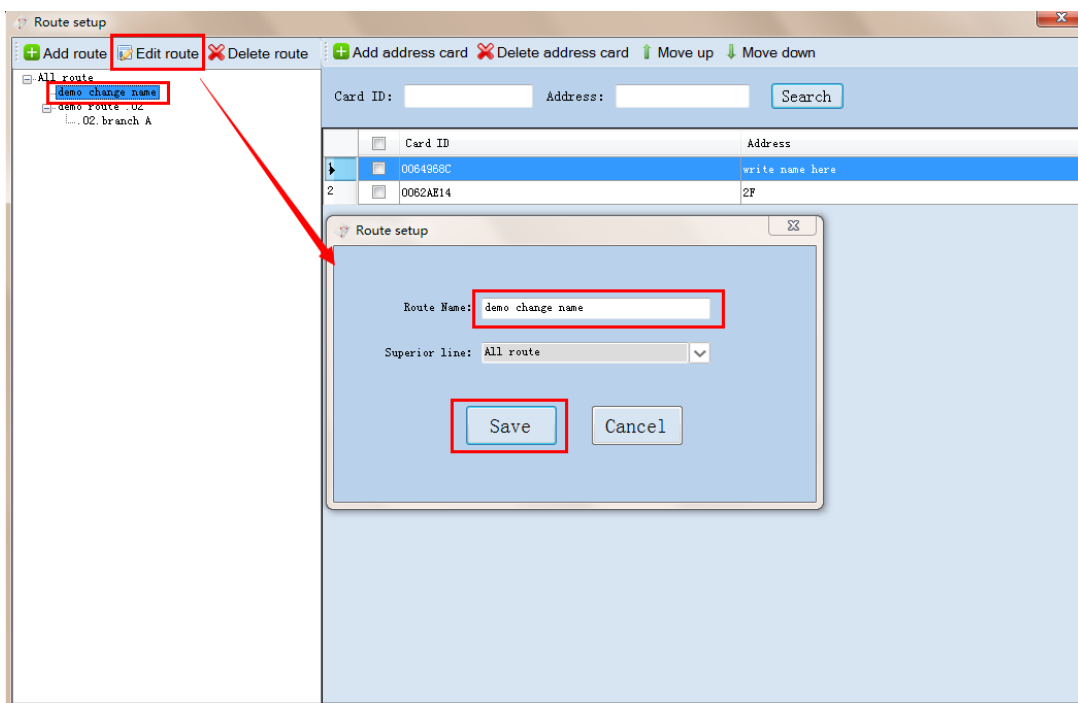 Route setup
x
Add route Edit route Delete route Add address card Delete address card Move up Move down
All route
demo change name
demo route .02
.02.branch A
Card ID: Address: Search
Card ID Address
0064968C write name here
2 0062AE14 2F
Route setup
Route Name: demo change name
Superior line: All route
Save Cancel